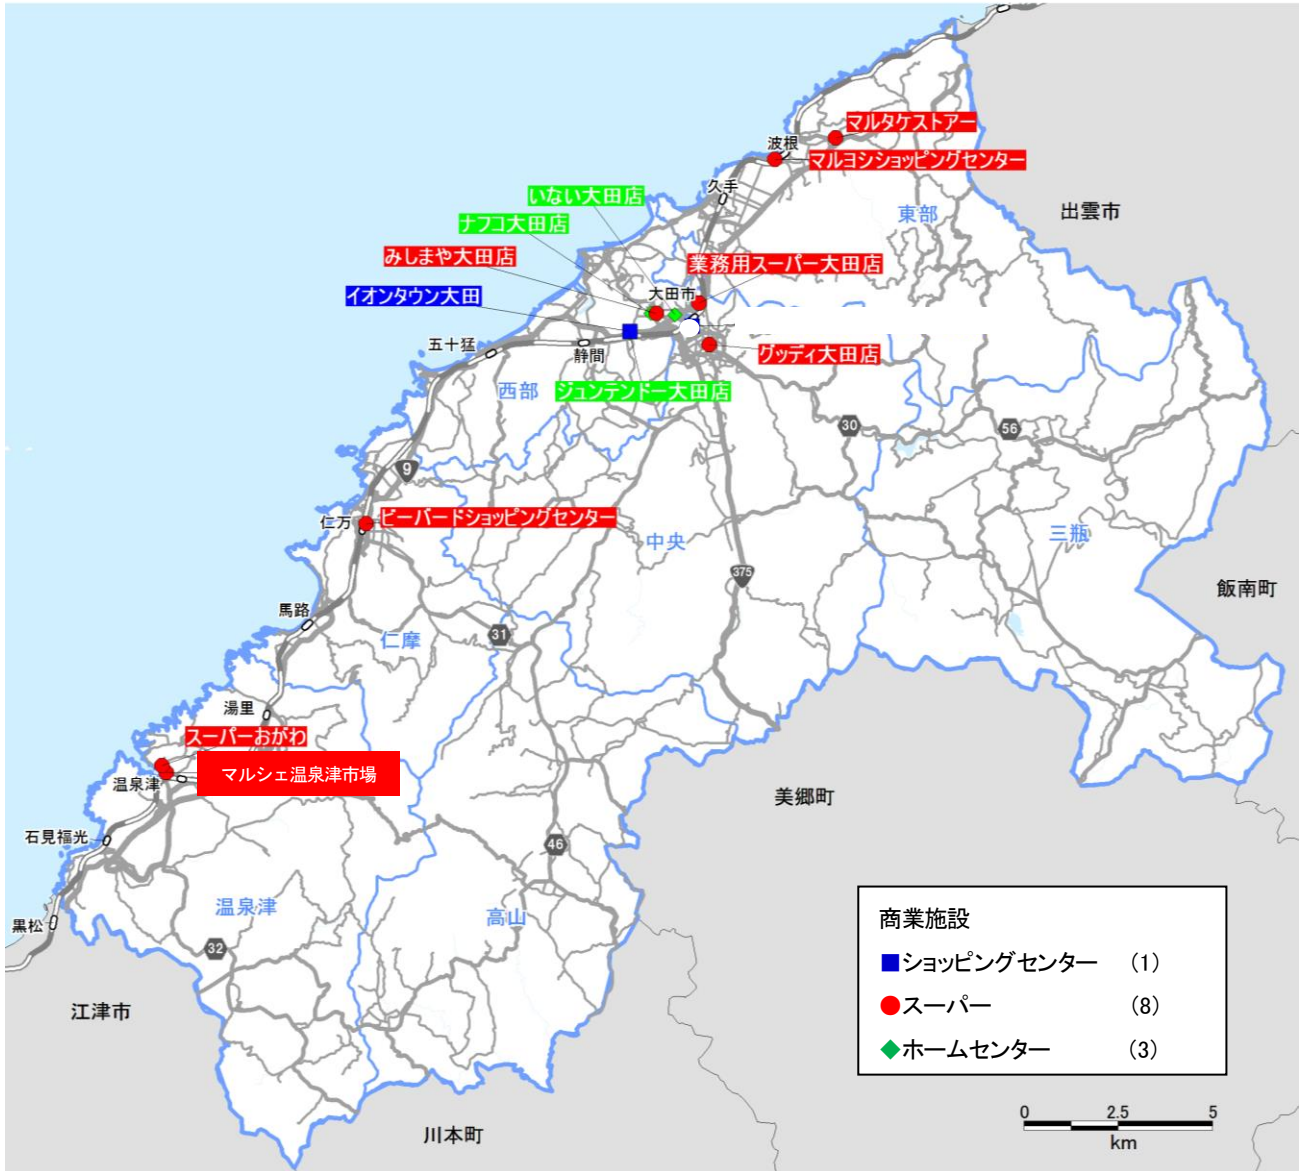 マルタケストアー
波根
マルヨシショッピングセンター
久手
いない大田店
東部
出雲市
ナフコ大田店
みしまや大田店
業務用スーパー大田店
イオンタウン大田
大田市
五十猛
静間
グッディ大田店
西部
ジュンテンドー大田店
30
56
9
仁万
ビーバードショッピングセンター
中央
三瓶
375
飯南町
馬路
31
仁摩
湯里
スーパーおがわ
マルシェ温泉津市場
温泉津
美郷町
石見福光
46
温泉津
高山
黒松
32
江津市
川本町
商業施設
ショッピングセンター (1)
スーパー (8)
ホームセンター (3)
0 2.5 5
km